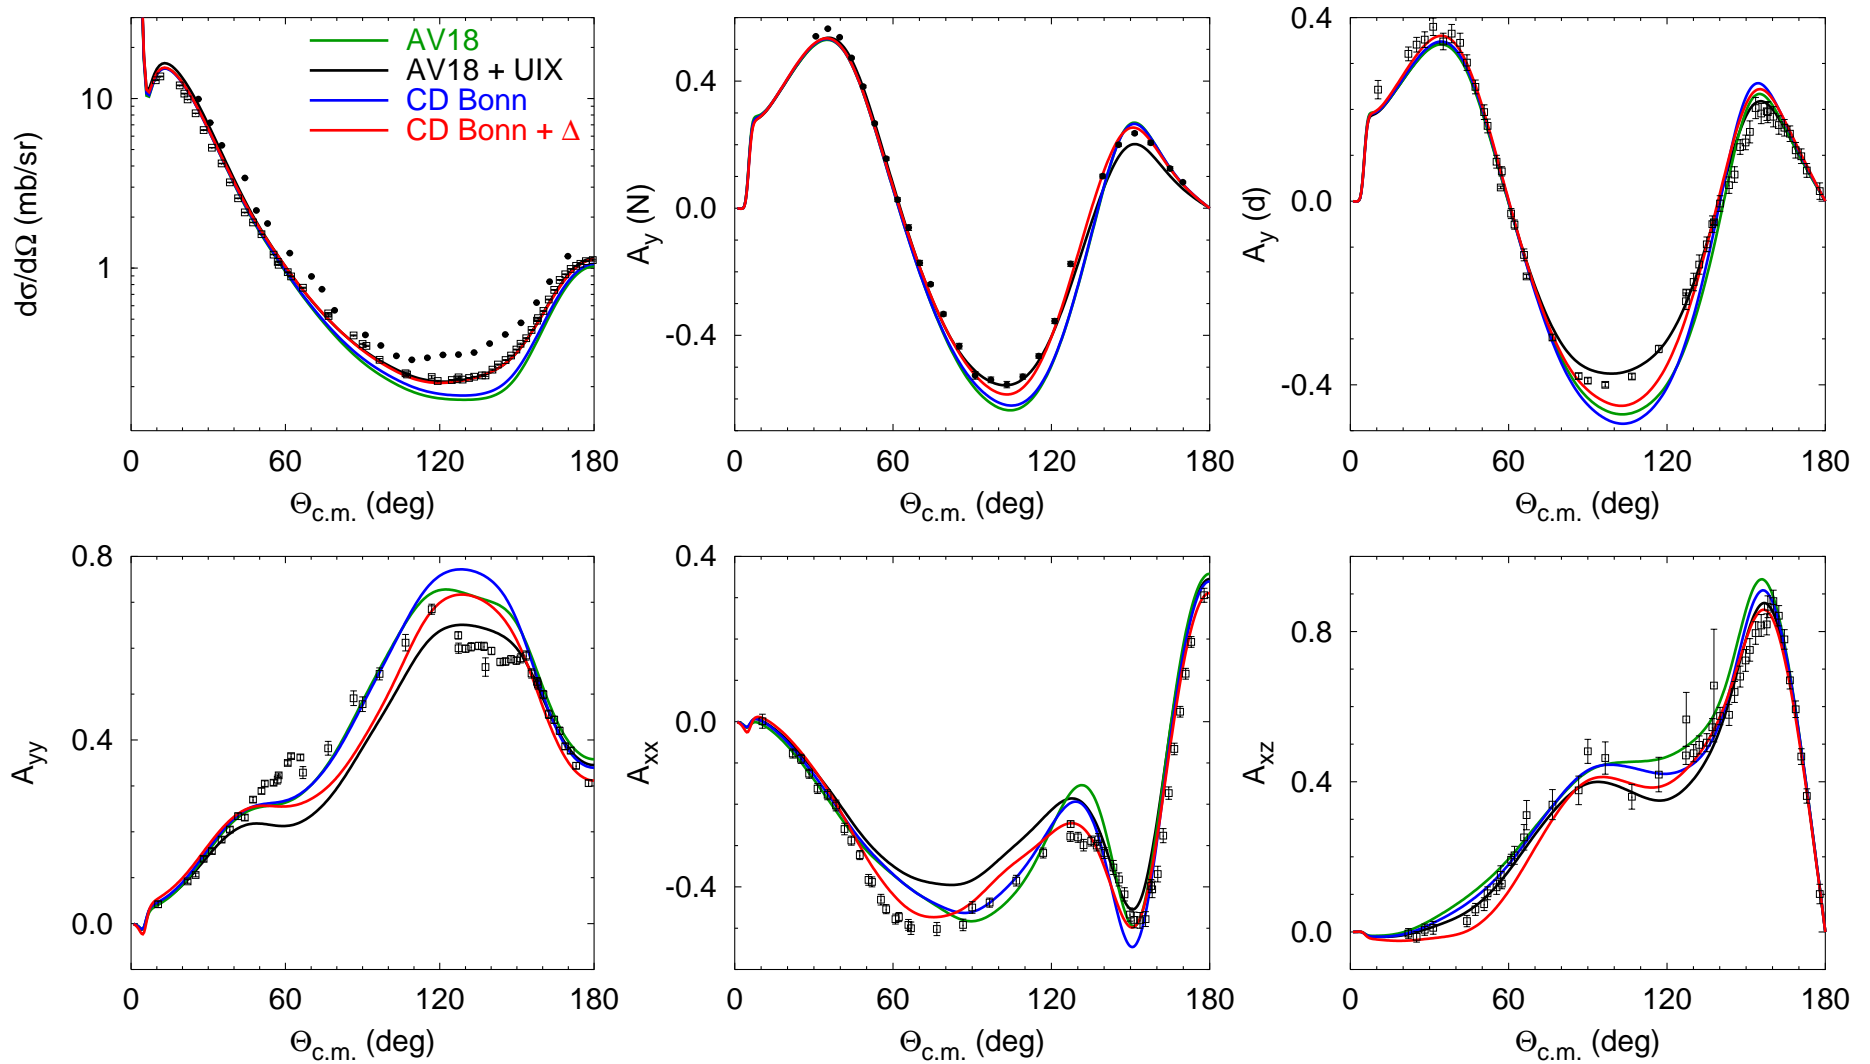 AV18
AV18 + UIX
CD Bonn
CD Bonn + Δ
10
1
dσ/dΩ (mb/sr)
0 60 120 180
Θc.m. (deg)
0.4
0.0
-0.4
Ay (N)
0 60 120 180
Θc.m. (deg)
0.4
0.0
-0.4
Ay (d)
0 60 120 180
Θc.m. (deg)
0.8
0.4
0.0
Ayy
0 60 120 180
Θc.m. (deg)
0.4
0.0
-0.4
Axx
0 60 120 180
Θc.m. (deg)
0.8
0.4
0.0
Axz
0 60 120 180
Θc.m. (deg)